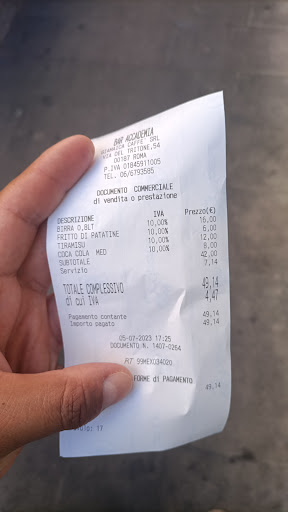 BAR ACCADEMIA
CAFFE' SRL
VIA DEL TRITONE,54
00187 ROMA
P.IVA 01845911005
TEL. 06/6793585
DOCUMENTO COMMERCIALE
di vendita o prestazione
DESCRIZIONE IVA Prezzo(€)
BIRRA 0,8LT 10,00% 16,00
FRITTO DI PATATINE 10,00% 6,00
TIRAMISU 10,00% 12,00
COCA COLA MED 10,00% 8,00
SUBTOTALE 42,00
Servizio 7,14
TOTALE COMPLESSIVO 49,14
di cui IVA 4,47
Pagamento contante 49,14
Importo pagato 49,14
05-07-2023 17:25
DOCUMENTO N. 1407-0264
RT 99MEX034020
FORME di PAGAMENTO
49,14